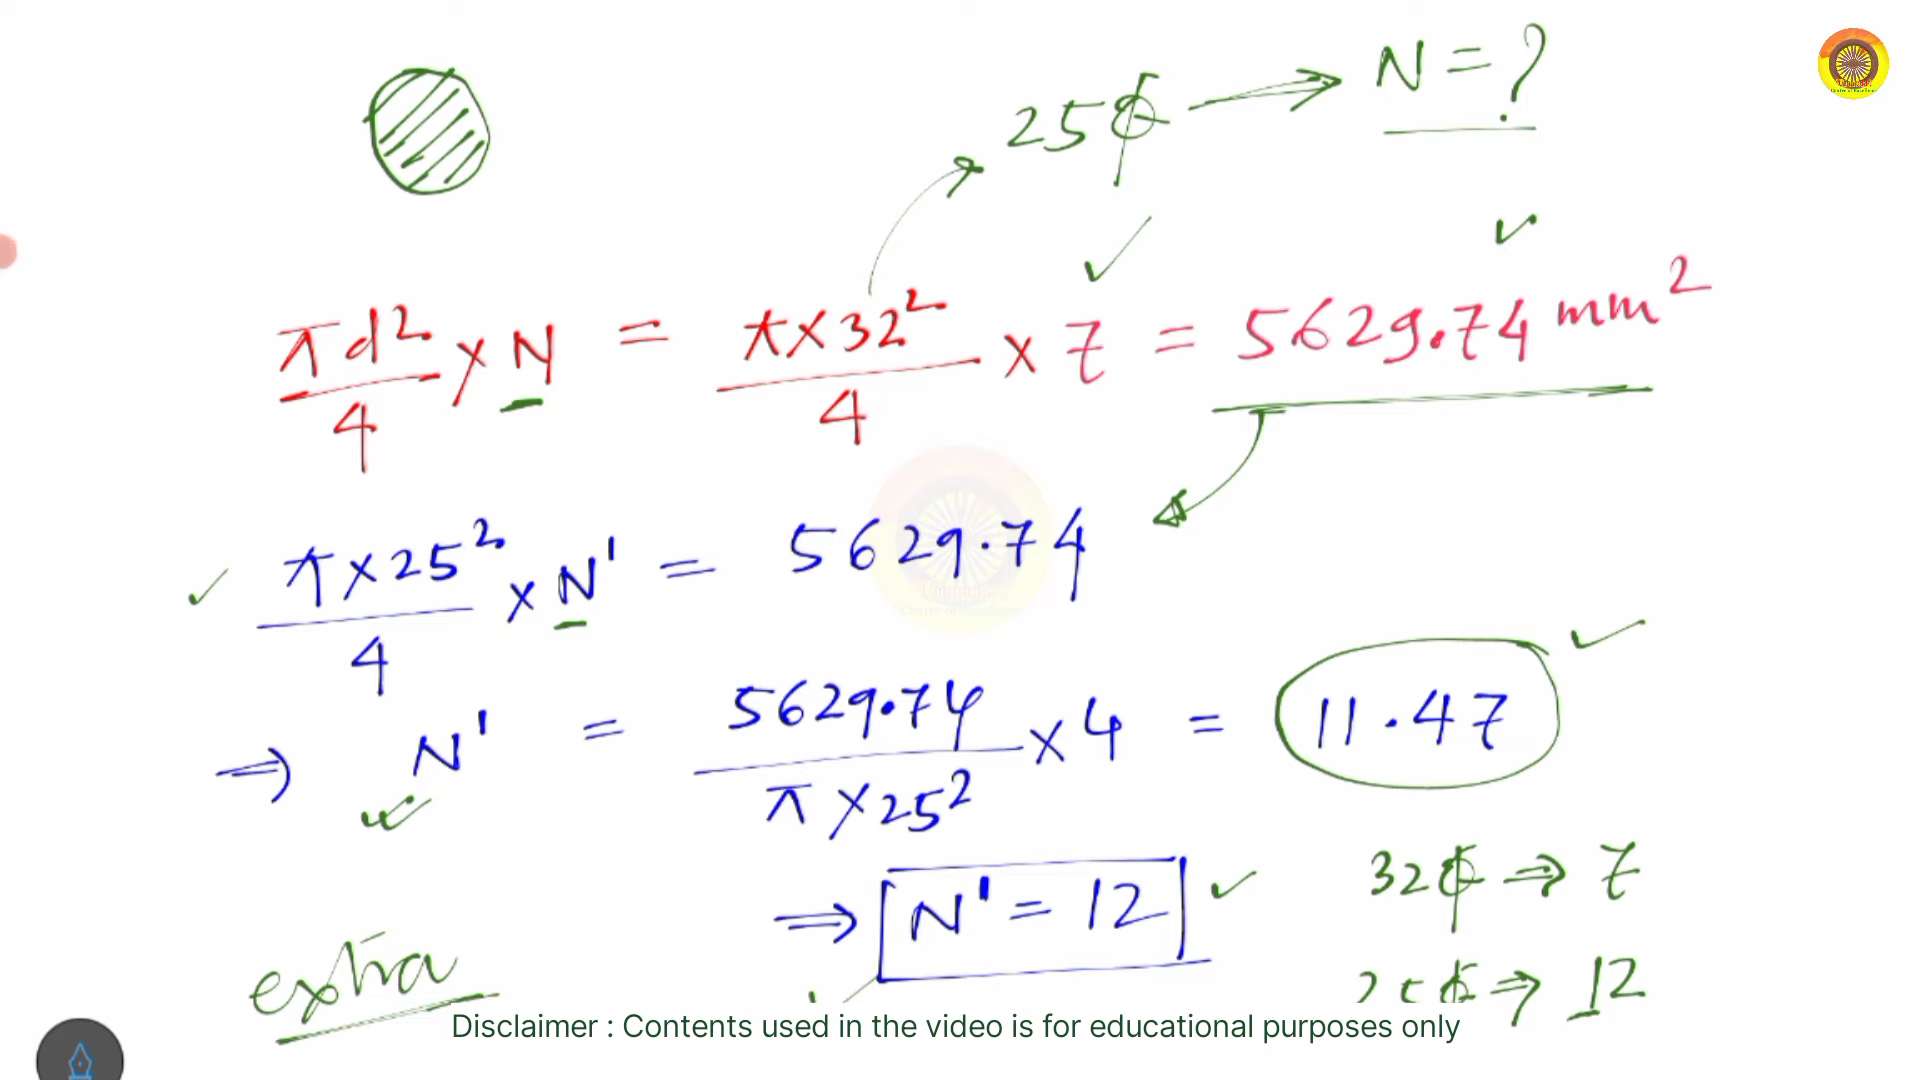 25ϕ → N = ?
πd²/4 × N = π×32²/4 × 7 = 5629.74 mm²
π×25²/4 × N' = 5629.74
⇒ N' = 5629.74/π×25² × 4 = 11.47
32ϕ ⇒ 7
⇒ N' = 12
extra
25ϕ ⇒ 12
Disclaimer : Contents used in the video is for educational purposes only